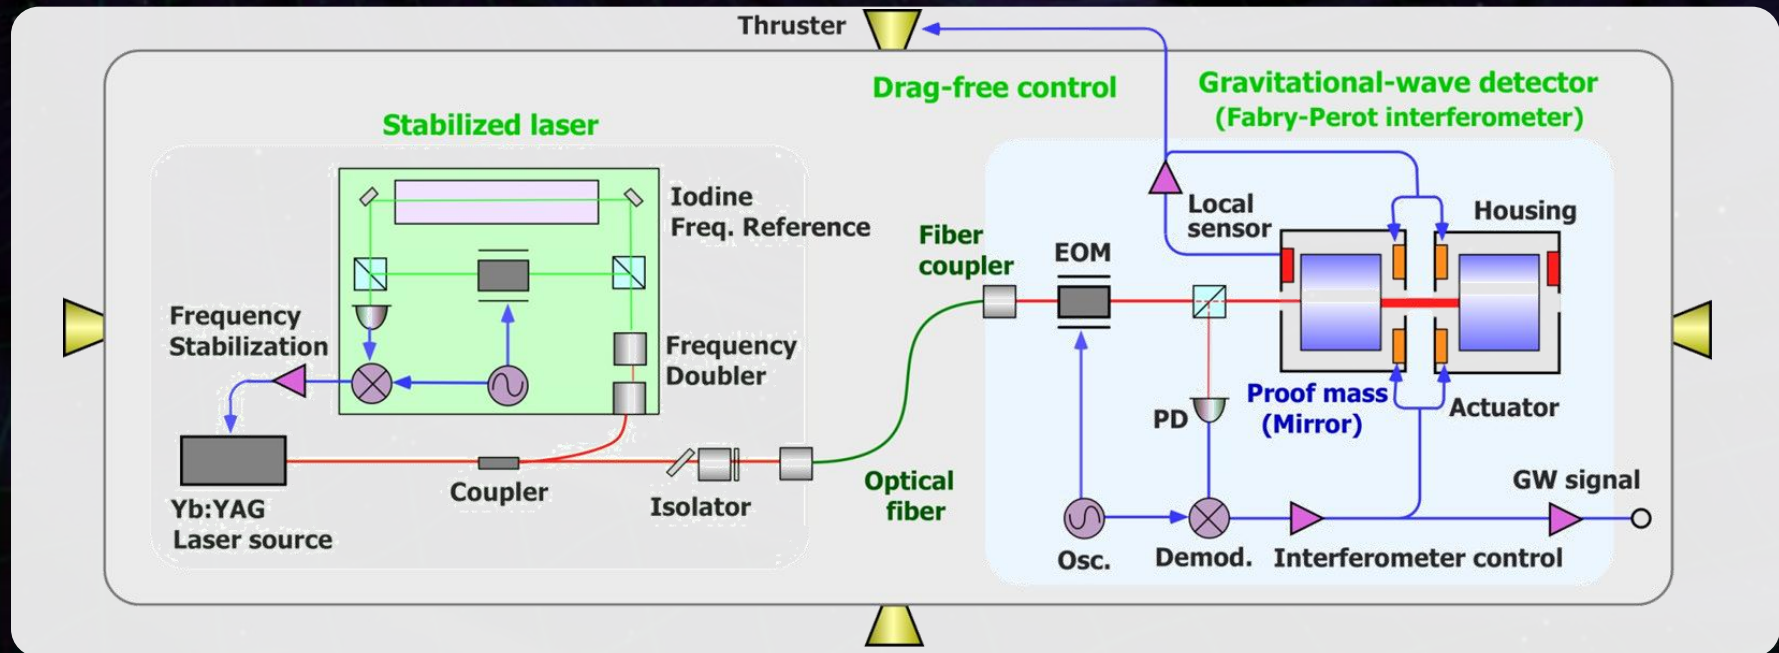 Thruster
Drag-free control
Gravitational-wave detector
(Fabry-Perot interferometer)
Stabilized laser
Iodine
Freq. Reference
Local
sensor
Housing
Fiber
coupler
EOM
Frequency
Stabilization
Frequency
Doubler
Proof mass
(Mirror)
Actuator
PD
Coupler
Isolator
Optical
fiber
GW signal
Yb:YAG
Laser source
Osc.
Demod.
Interferometer control